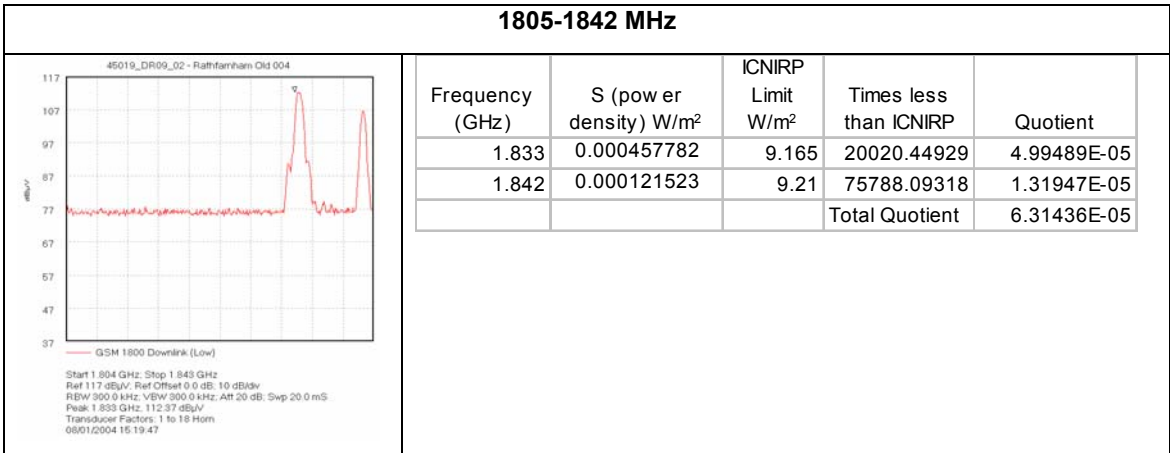 1805-1842 MHz
45019_DR09_02 - Rathfarnham Old 004
117
107
97
87
77
67
57
47
37
dBµV
GSM 1800 Downlink (Low)
Start 1.804 GHz; Stop 1.843 GHz
Ref 117 dBµV; Ref Offset 0.0 dB; 10 dB/div
RBW 300.0 kHz; VBW 300.0 kHz; Att 20 dB; Swp 20.0 mS
Peak 1.833 GHz, 112.37 dBµV
Transducer Factors: 1 to 18 Horn
08/01/2004 15:19:47
Frequency (GHz) S (pow er density) W/m² ICNIRP Limit W/m² Times less than ICNIRP Quotient
1.833 0.000457782 9.165 20020.44929 4.99489E-05
1.842 0.000121523 9.21 75788.09318 1.31947E-05
Total Quotient 6.31436E-05